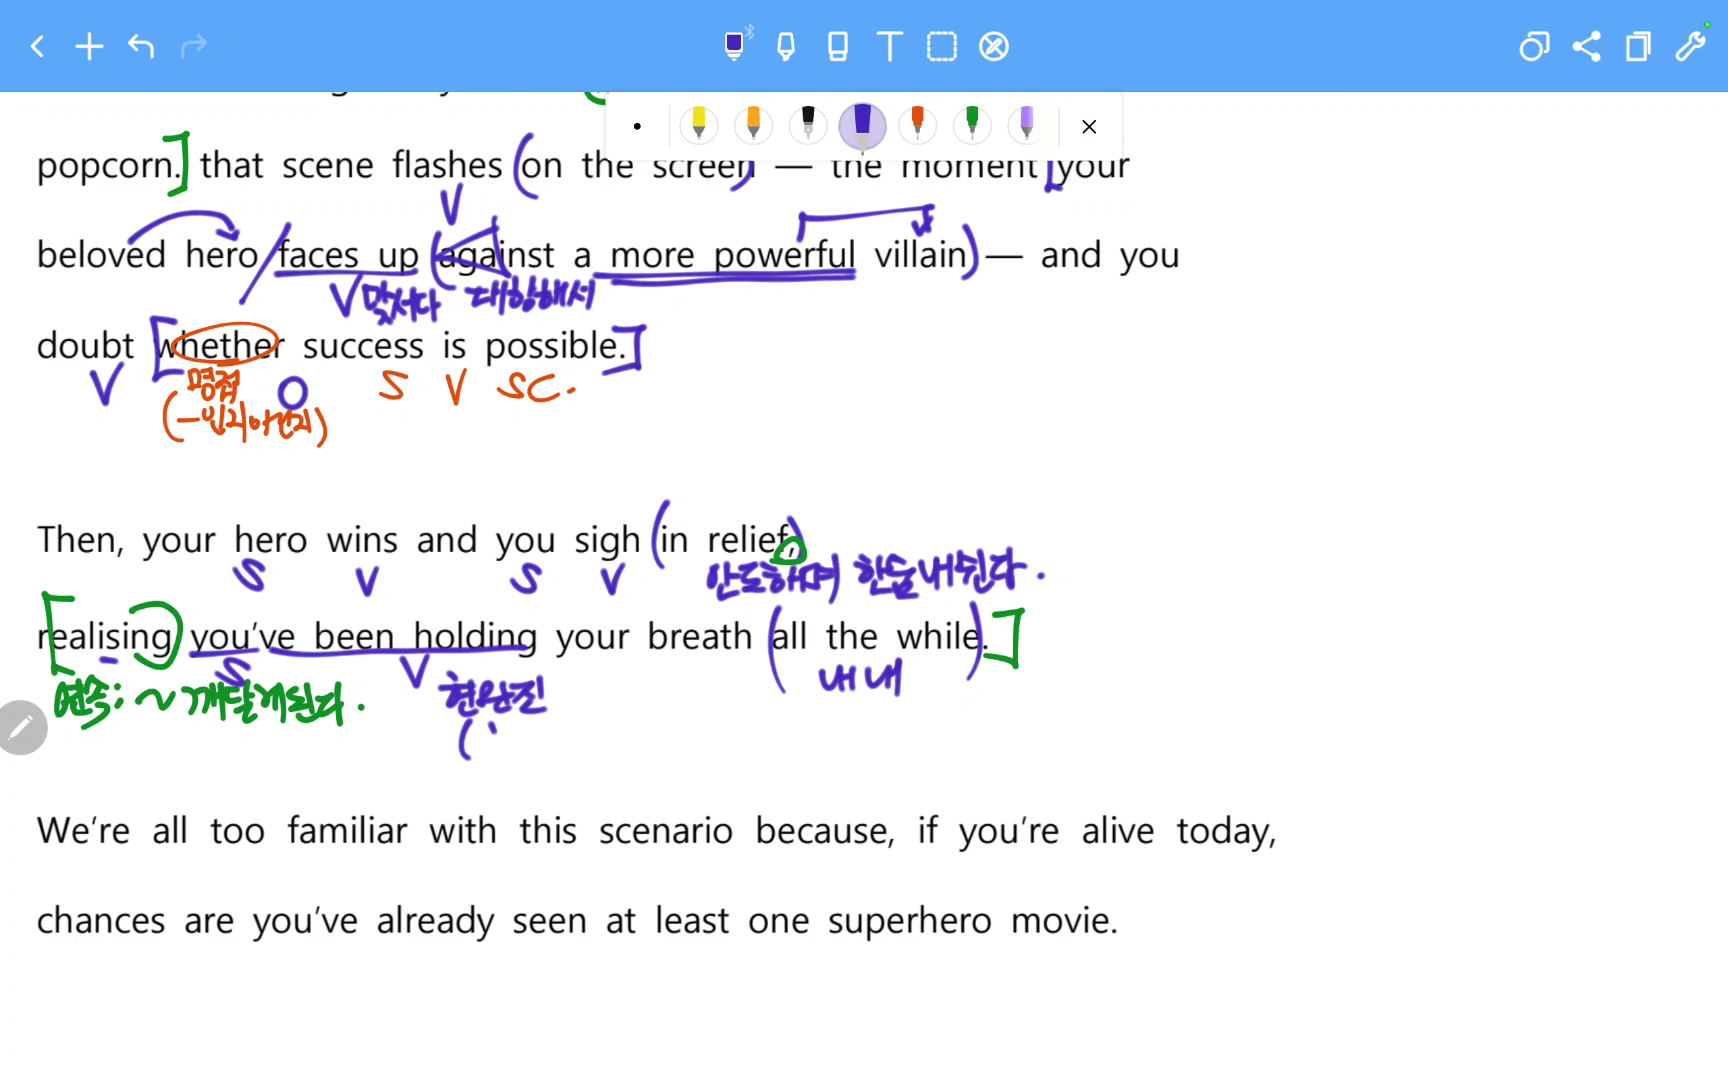 popcorn. that scene flashes (on the screen) — the moment [your
V
beloved hero / faces up (against a more powerful villain) — and you
V 맞서다 대항해서
doubt [whether success is possible.]
V 명접 O S V SC.
(-인지 아닌지)
Then, your hero wins and you sigh (in relief,)
S V S V 안도하며 한숨내쉰다.
[realising) you've been holding your breath (all the while).]
S V 내내
연속: ~ 깨달게된다. 현완진
(
We're all too familiar with this scenario because, if you're alive today,
chances are you've already seen at least one superhero movie.